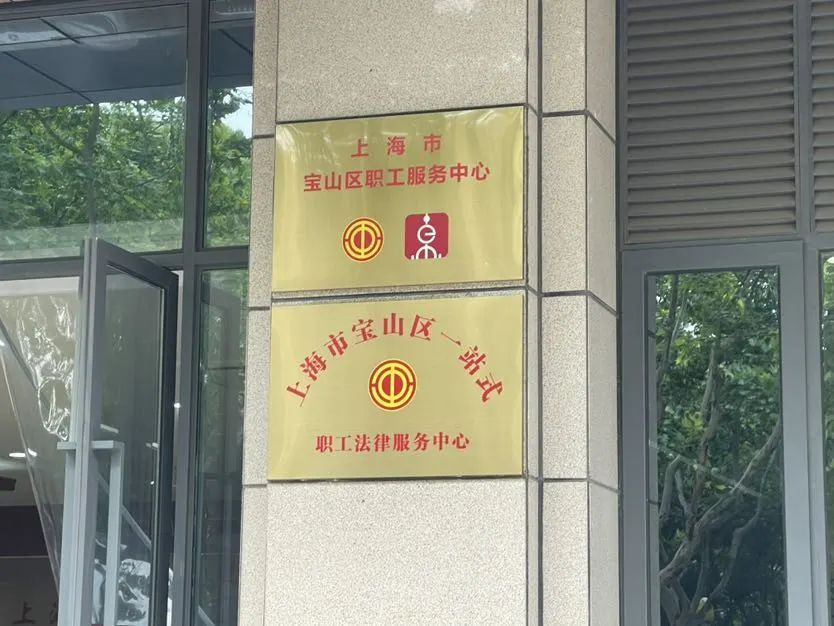 上海市
宝山区职工服务中心
上海市宝山区一站式
职工法律服务中心
上